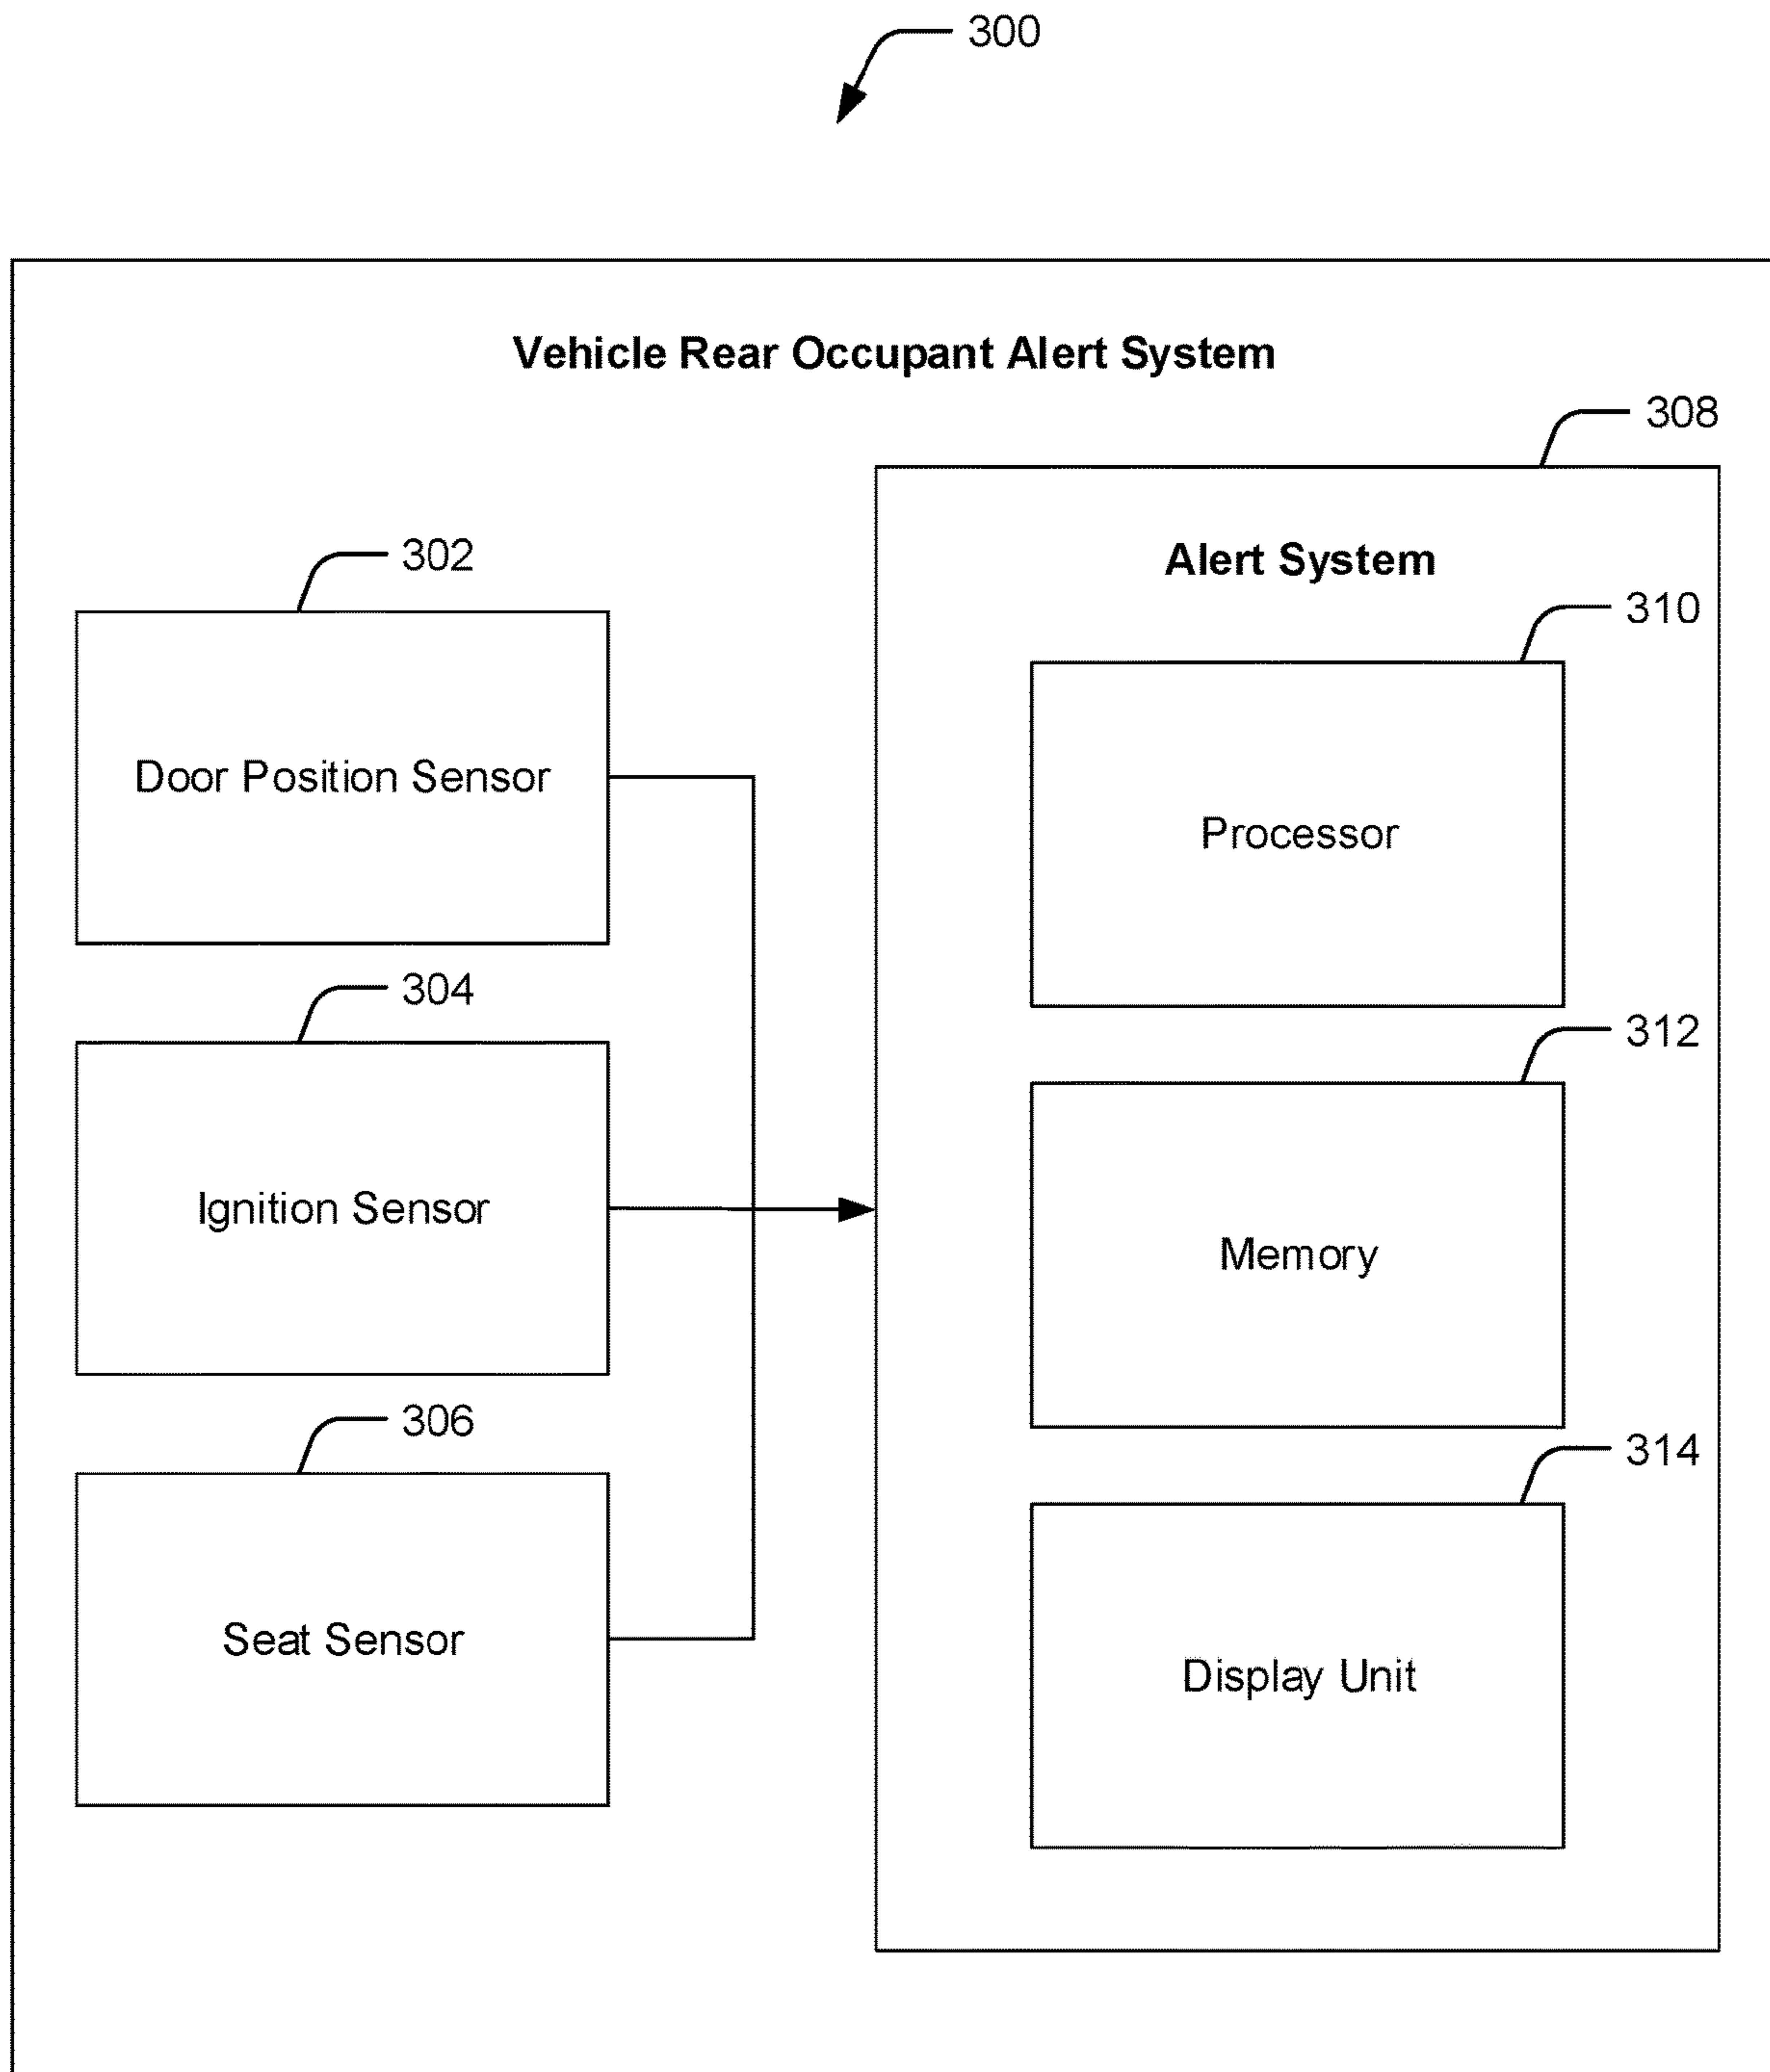 300
Vehicle Rear Occupant Alert System
308
Alert System
302
Door Position Sensor
304
Ignition Sensor
306
Seat Sensor
310
Processor
312
Memory
314
Display Unit